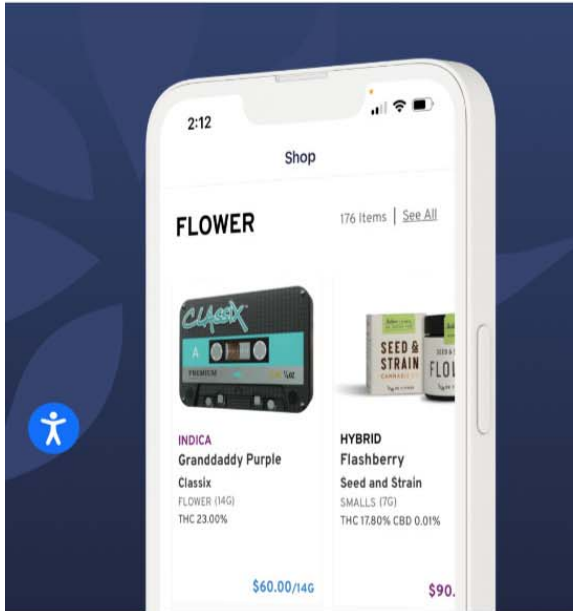 2:12
Shop
FLOWER
176 Items | See All
CLASSIX
A
PREMIUM
SEED &
STRAIN
INDICA
Granddaddy Purple
Classix
FLOWER (14G)
THC 23.00%
$60.00/14G
HYBRID
Flashberry
Seed and Strain
SMALLS (7G)
THC 17.80% CBD 0.01%
$90.